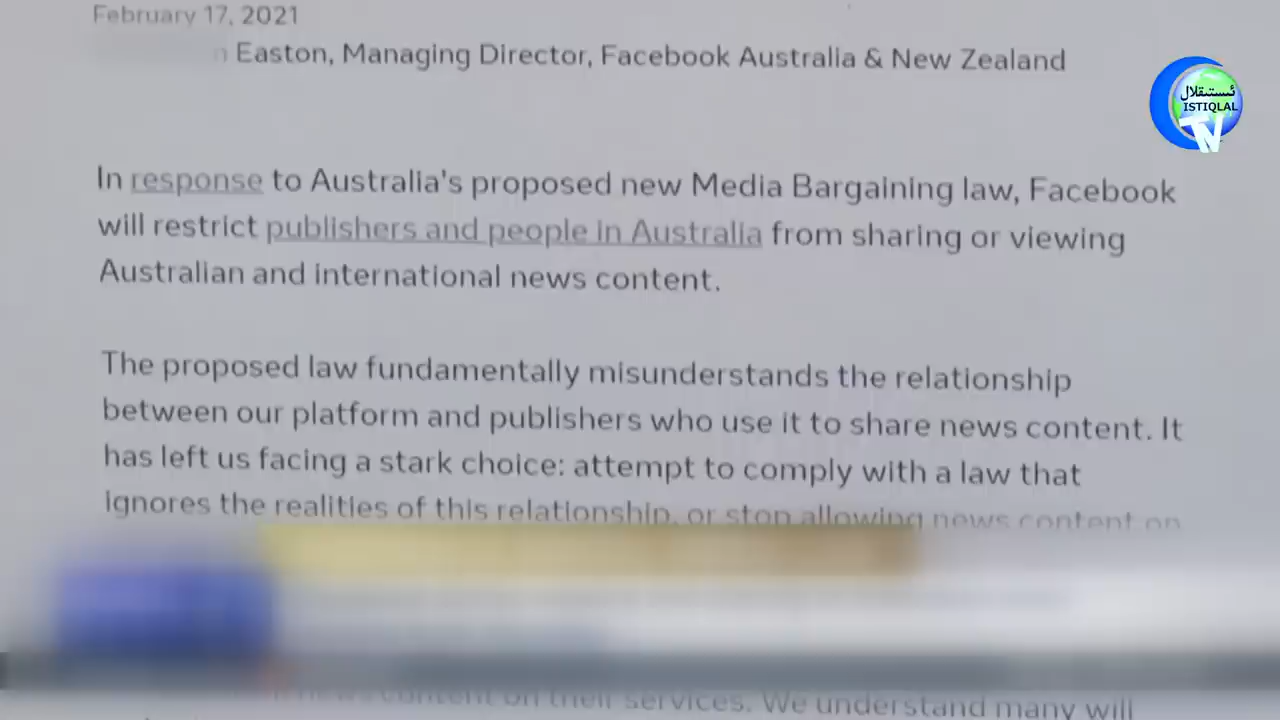 February 17, 2021
Easton, Managing Director, Facebook Australia & New Zealand
ئىستىقلال
ISTIQLAL
TV
In response to Australia's proposed new Media Bargaining law, Facebook
will restrict publishers and people in Australia from sharing or viewing
Australian and international news content.
The proposed law fundamentally misunderstands the relationship
between our platform and publishers who use it to share news content. It
has left us facing a stark choice: attempt to comply with a law that
ignores the realities of this relationship, or stop allowing news content on
news content on their services. We understand many will